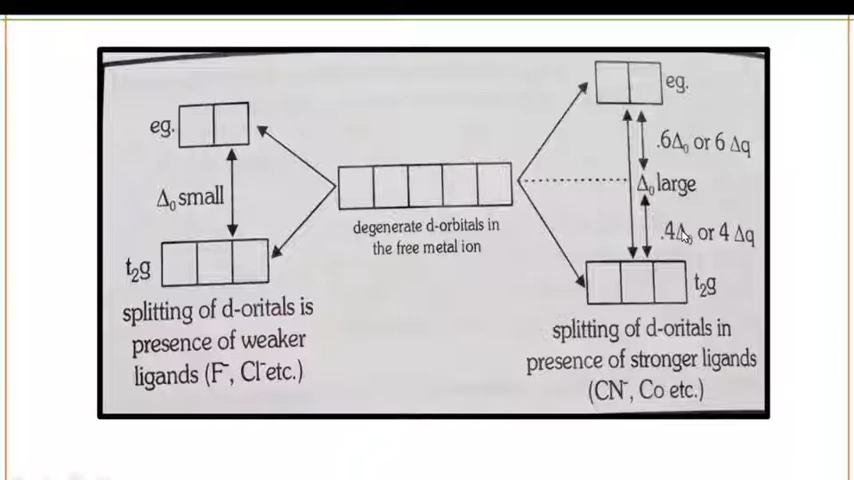 eg.
Δ₀ small
t₂g
splitting of d-oritals is
presence of weaker
ligands (F⁻, Cl⁻etc.)
degenerate d-orbitals in
the free metal ion
eg.
.6Δ₀ or 6 Δq
Δ₀ large
.4Δ₀ or 4 Δq
t₂g
splitting of d-oritals in
presence of stronger ligands
(CN⁻, Co etc.)